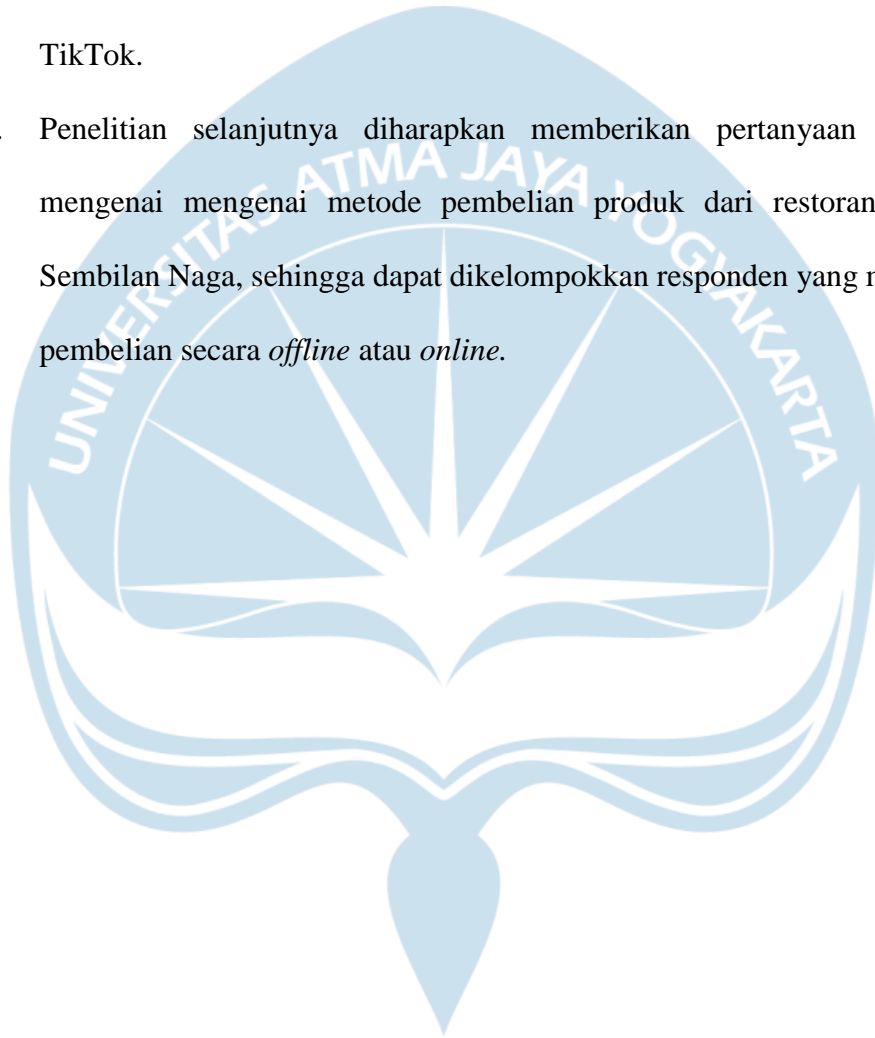 TikTok.
. Penelitian selanjutnya diharapkan memberikan pertanyaan
mengenai mengenai metode pembelian produk dari restoran
Sembilan Naga, sehingga dapat dikelompokkan responden yang
pembelian secara offline atau online.
UNIVERSITAS ATMA JAYA YOGYAKARTA